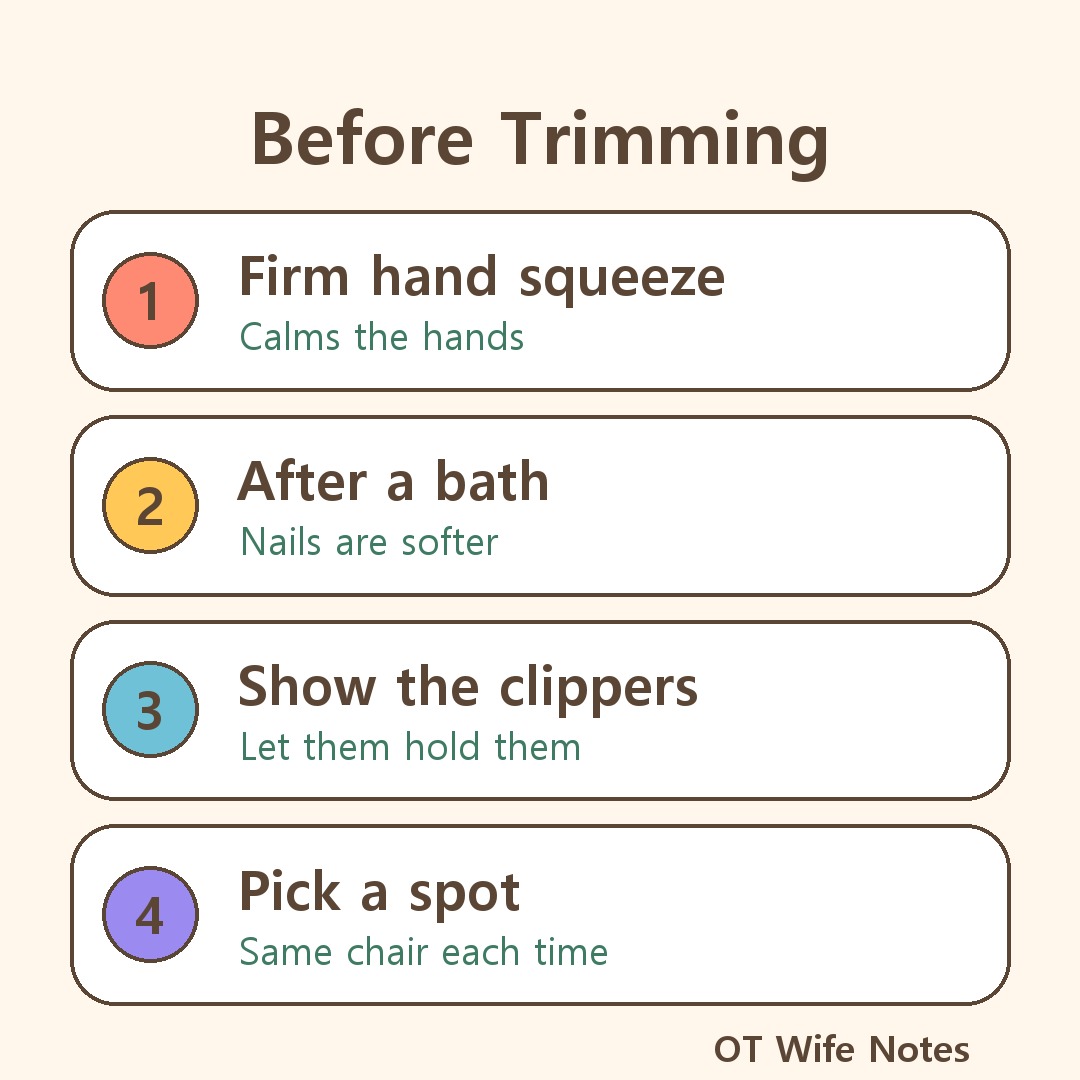 Before Trimming
1
Firm hand squeeze
Calms the hands
2
After a bath
Nails are softer
3
Show the clippers
Let them hold them
4
Pick a spot
Same chair each time
OT Wife Notes